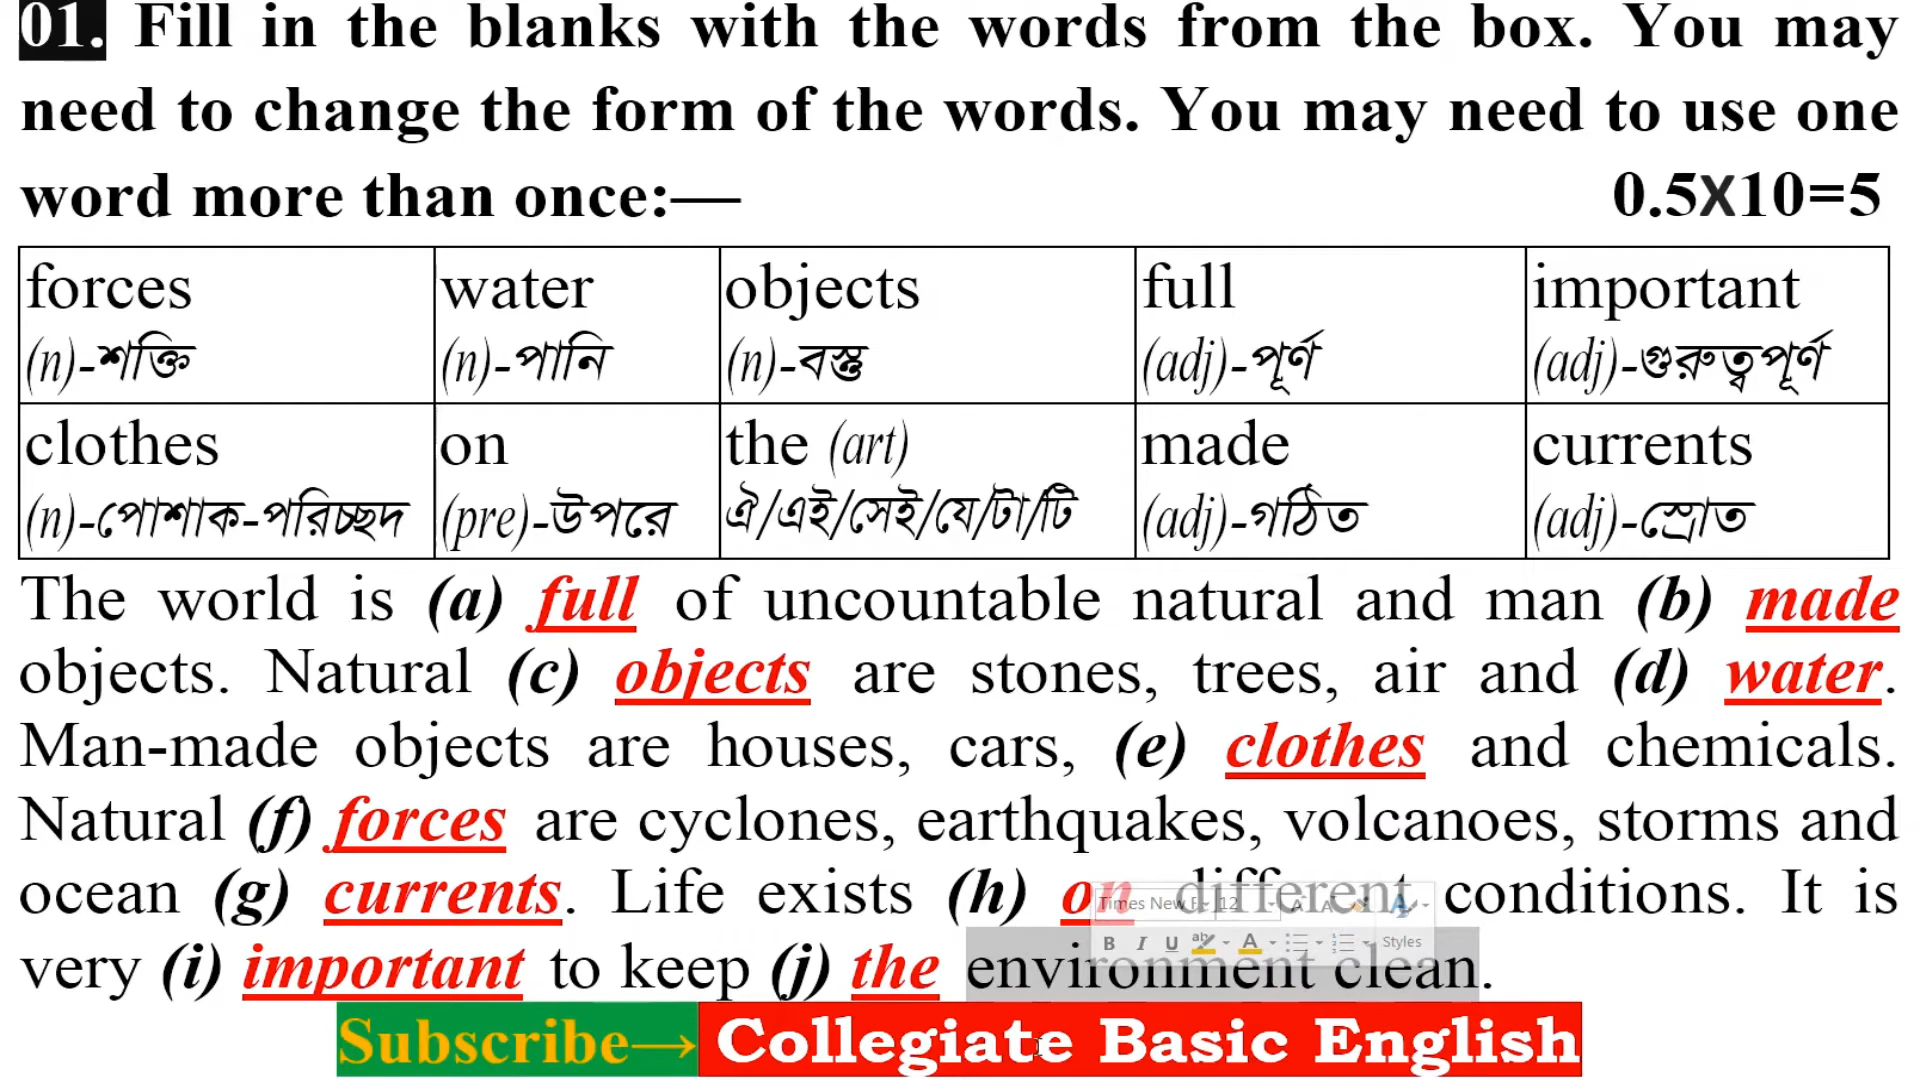 01. Fill in the blanks with the words from the box. You may
need to change the form of the words. You may need to use one
word more than once:— 0.5X10=5
forces water objects full important
(n)-শক্তি (n)-পানি (n)-বস্তু (adj)-পূর্ণ (adj)-গুরুত্বপূর্ণ
clothes on the (art) made currents
(n)-পোশাক-পরিচ্ছদ (pre)-উপরে ঐ/এই/সেই/যে/টা/টি (adj)-গঠিত (adj)-স্রোত
The world is (a) full of uncountable natural and man (b) made
objects. Natural (c) objects are stones, trees, air and (d) water.
Man-made objects are houses, cars, (e) clothes and chemicals.
Natural (f) forces are cyclones, earthquakes, volcanoes, storms and
ocean (g) currents. Life exists (h) on different conditions. It is
Times New R 12
B I U ab A Styles
very (i) important to keep (j) the environment clean.
Subscribe→ Collegiate Basic English